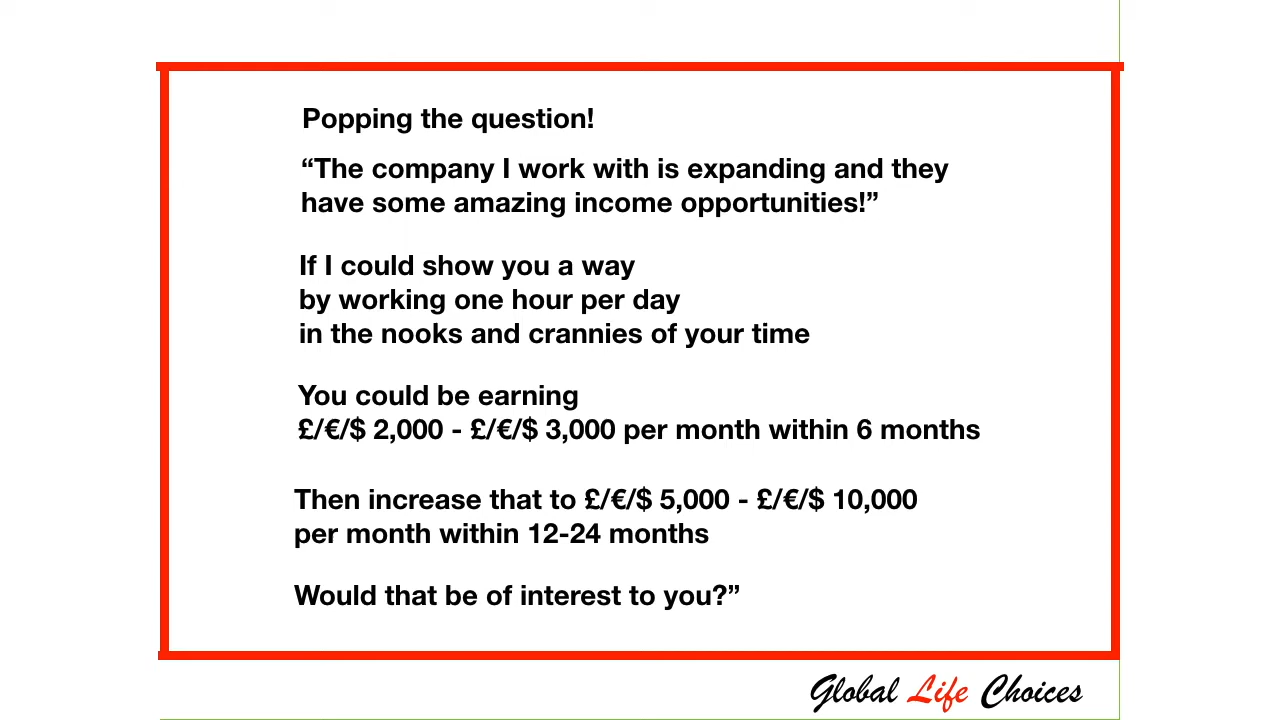 Popping the question!
“The company I work with is expanding and they
have some amazing income opportunities!”
If I could show you a way
by working one hour per day
in the nooks and crannies of your time
You could be earning
£/€/$ 2,000 - £/€/$ 3,000 per month within 6 months
Then increase that to £/€/$ 5,000 - £/€/$ 10,000
per month within 12-24 months
Would that be of interest to you?”
Global Life Choices